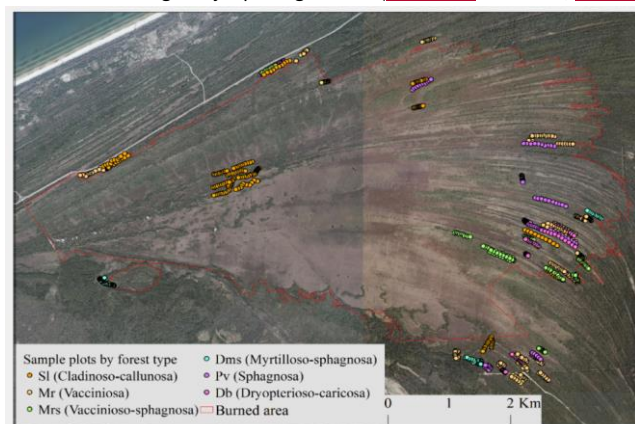 Sample plots by forest type
Sl (Cladinoso-callunosa)
Mr (Vacciniosa)
Mrs (Vaccinioso-sphagnosa)
Dms (Myrtilloso-sphagnosa)
Pv (Sphagnosa)
Db (Dryopterioso-caricosa)
Burned area
0 1 2 Km